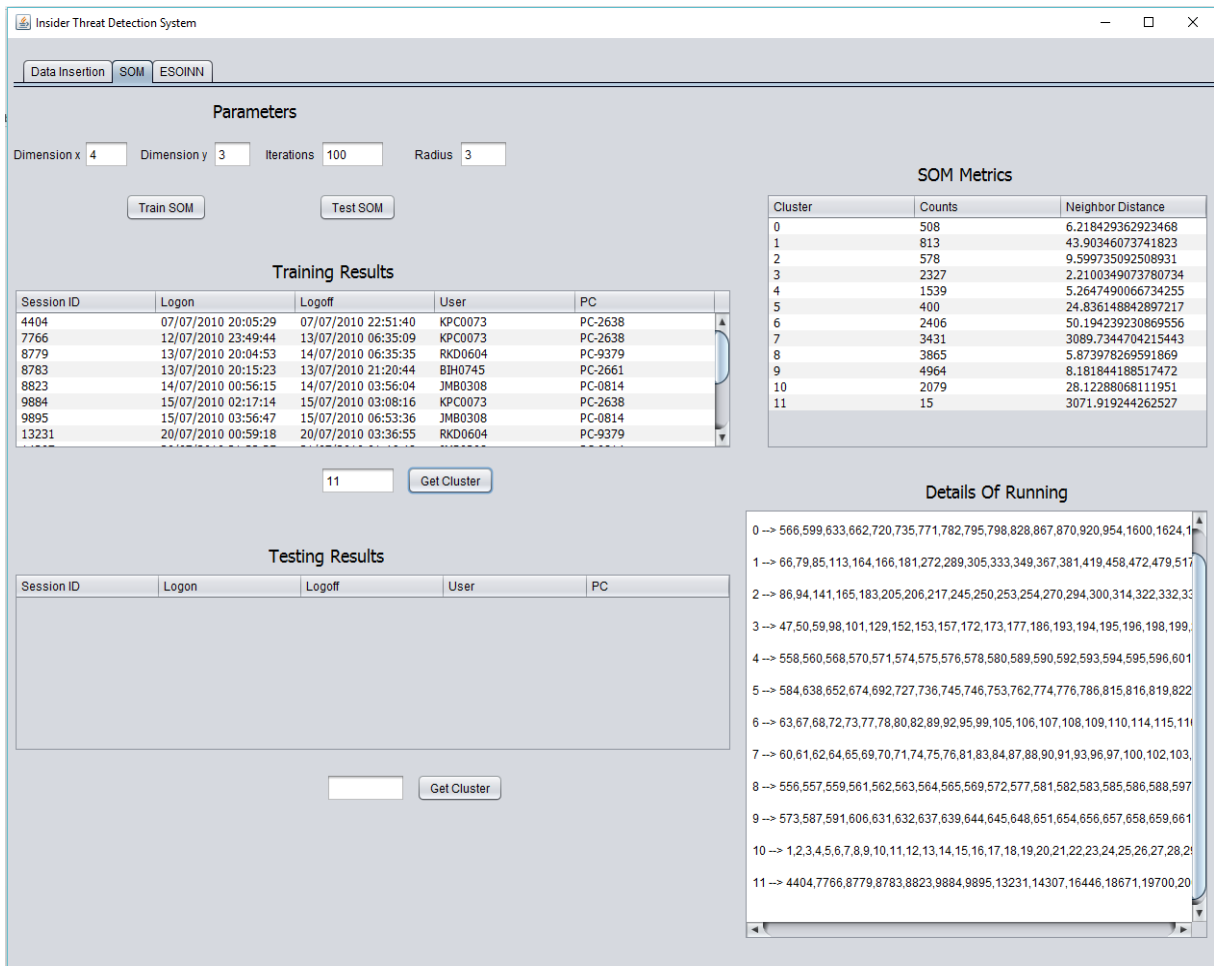 Insider Threat Detection System
Data Insertion SOM ESOINN
Parameters
Dimension x 4 Dimension y 3 Iterations 100 Radius 3
Train SOM Test SOM
Training Results
Session ID Logon Logoff User PC
4404 07/07/2010 20:05:29 07/07/2010 22:51:40 KPC0073 PC-2638
7766 12/07/2010 23:49:44 13/07/2010 06:35:09 KPC0073 PC-2638
8779 13/07/2010 20:04:53 14/07/2010 06:35:35 RKD0604 PC-9379
8783 13/07/2010 20:15:23 13/07/2010 21:20:44 BIH0745 PC-2661
8823 14/07/2010 00:56:15 14/07/2010 03:56:04 JMB0308 PC-0814
9884 15/07/2010 02:17:14 15/07/2010 03:08:16 KPC0073 PC-2638
9895 15/07/2010 03:56:47 15/07/2010 06:53:36 JMB0308 PC-0814
13231 20/07/2010 00:59:18 20/07/2010 03:36:55 RKD0604 PC-9379
11 Get Cluster
Testing Results
Session ID Logon Logoff User PC
Get Cluster
SOM Metrics
Cluster Counts Neighbor Distance
0 508 6.218429362923468
1 813 43.90346073741823
2 578 9.599735092508931
3 2327 2.2100349073780734
4 1539 5.2647490066734255
5 400 24.836148842897217
6 2406 50.194239230869556
7 3431 3089.7344704215443
8 3865 5.873978269591869
9 4964 8.181844188517472
10 2079 28.12288068111951
11 15 3071.919244262527
Details Of Running
0 --> 566,599,633,662,720,735,771,782,795,798,828,867,870,920,954,1600,1624,1
1 --> 66,79,85,113,164,166,181,272,289,305,333,349,367,381,419,458,472,479,517
2 --> 86,94,141,165,183,205,206,217,245,250,253,254,270,294,300,314,322,332,33
3 --> 47,50,59,98,101,129,152,153,157,172,173,177,186,193,194,195,196,198,199,
4 --> 558,560,568,570,571,574,575,576,578,580,589,590,592,593,594,595,596,601
5 --> 584,638,652,674,692,727,736,745,746,753,762,774,776,786,815,816,819,822
6 --> 63,67,68,72,73,77,78,80,82,89,92,95,99,105,106,107,108,109,110,114,115,11
7 --> 60,61,62,64,65,69,70,71,74,75,76,81,83,84,87,88,90,91,93,96,97,100,102,103,
8 --> 556,557,559,561,562,563,564,565,569,572,577,581,582,583,585,586,588,597
9 --> 573,587,591,606,631,632,637,639,644,645,648,651,654,656,657,658,659,661
10 --> 1,2,3,4,5,6,7,8,9,10,11,12,13,14,15,16,17,18,19,20,21,22,23,24,25,26,27,28,2
11 --> 4404,7766,8779,8783,8823,9884,9895,13231,14307,16446,18671,19700,20